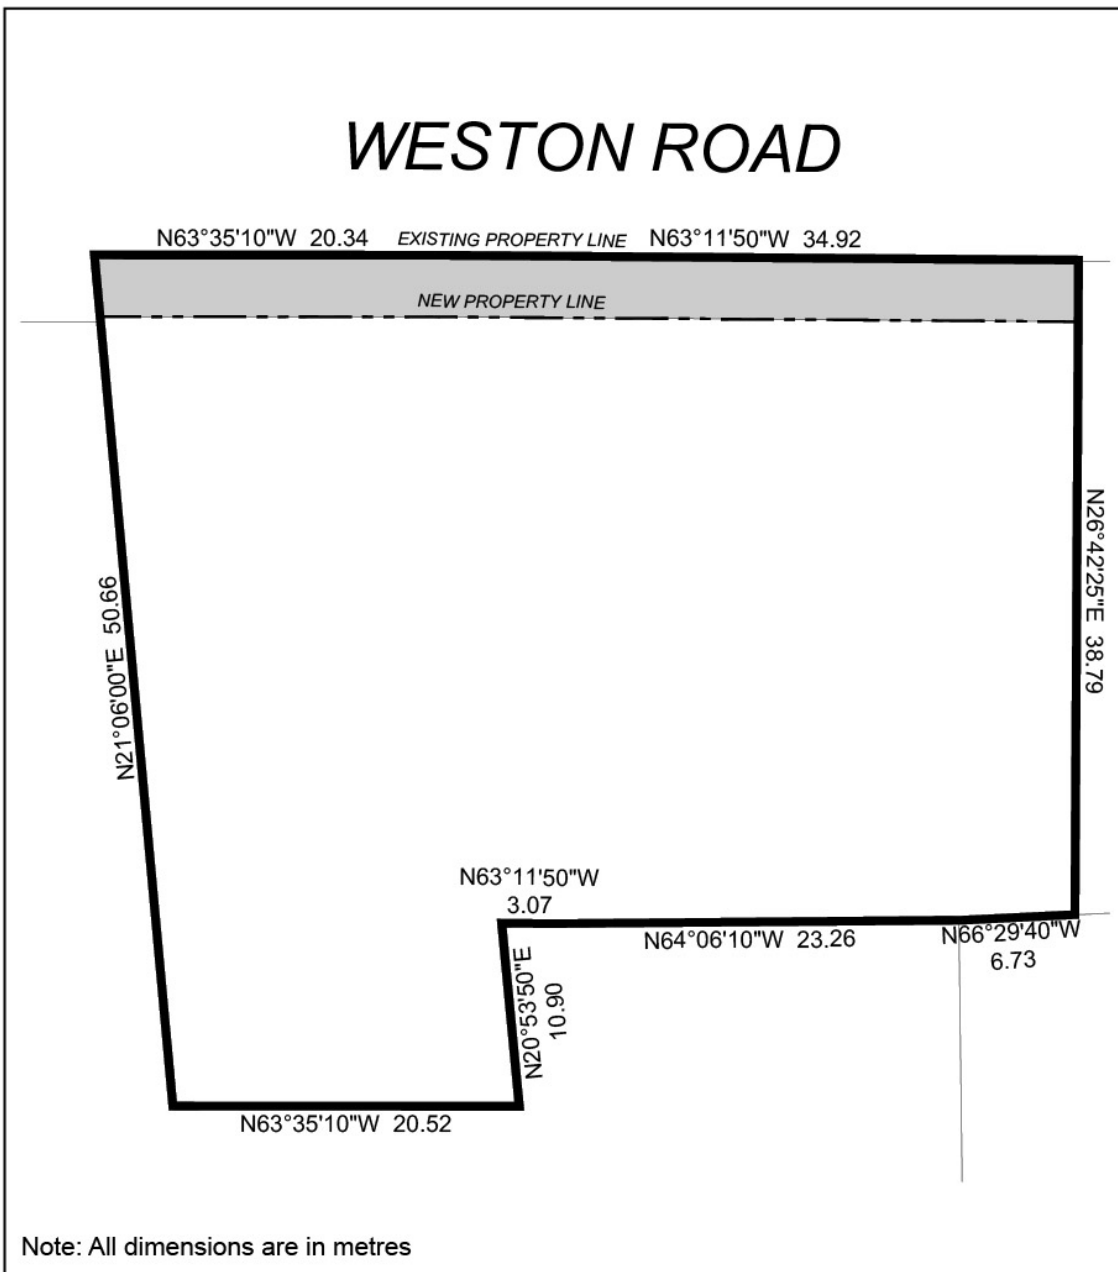 WESTON ROAD
N63°35'10"W 20.34 EXISTING PROPERTY LINE N63°11'50"W 34.92
NEW PROPERTY LINE
N21°06'00"E 50.66
N26°42'25"E 38.79
N63°11'50"W
3.07
N64°06'10"W 23.26
N66°29'40"W
6.73
N20°53'50"E
10.90
N63°35'10"W 20.52
Note: All dimensions are in metres